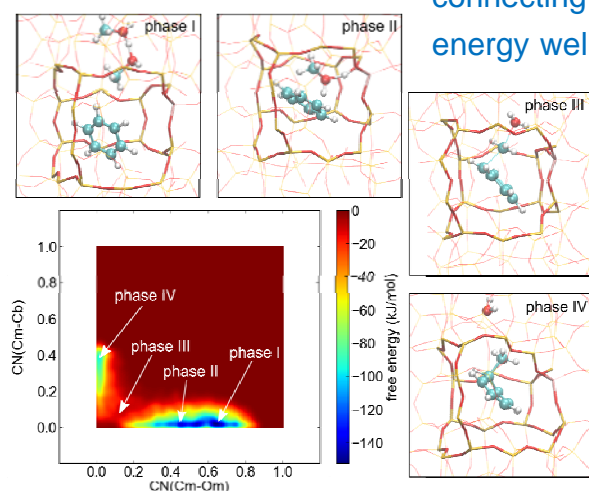 connecting
energy wel
phase I
phase II
phase III
phase IV
CN(Cm-Cb)
1.0
0.8
0.6
0.4
0.2
0.0
phase IV
phase III
phase II
phase I
0.0 0.2 0.4 0.6 0.8 1.0
CN(Cm-Om)
0
−20
−40
−60
−80
−100
−120
−140
free energy (kJ/mol)